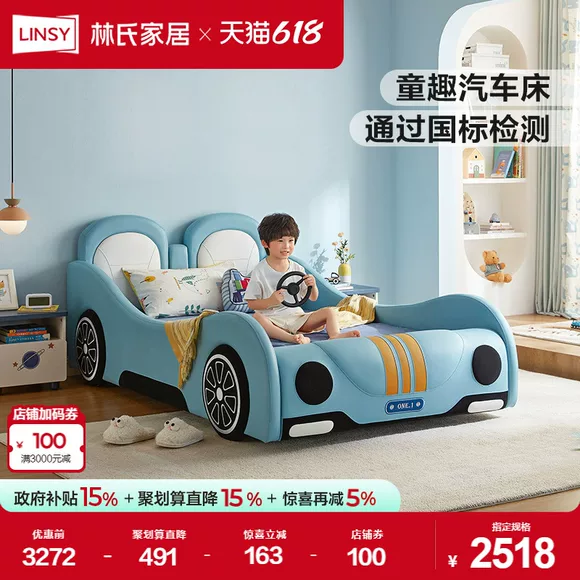 LINSY 林氏家居 × 天猫618
童趣汽车床
通过国标检测
ONE.1
店铺加码券
¥100
满3000元减
政府补贴15% + 聚划算直降15% + 惊喜再减5%
优惠前 聚划算直降 惊喜立减 店铺券 指定规格
3272 - 491 - 163 - 100 ¥2518